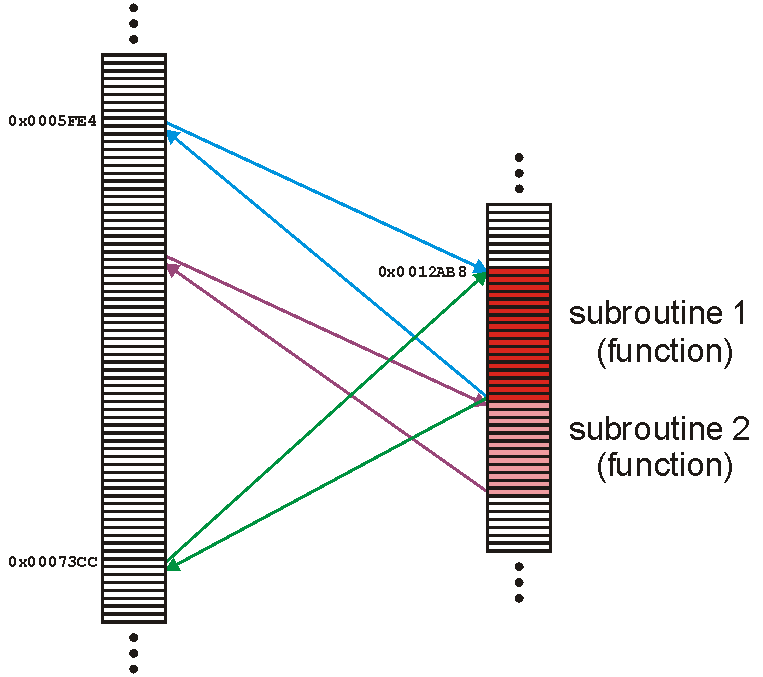 0x0005FE4
0x0012AB8
subroutine 1
(function)
subroutine 2
(function)
0x00073CC